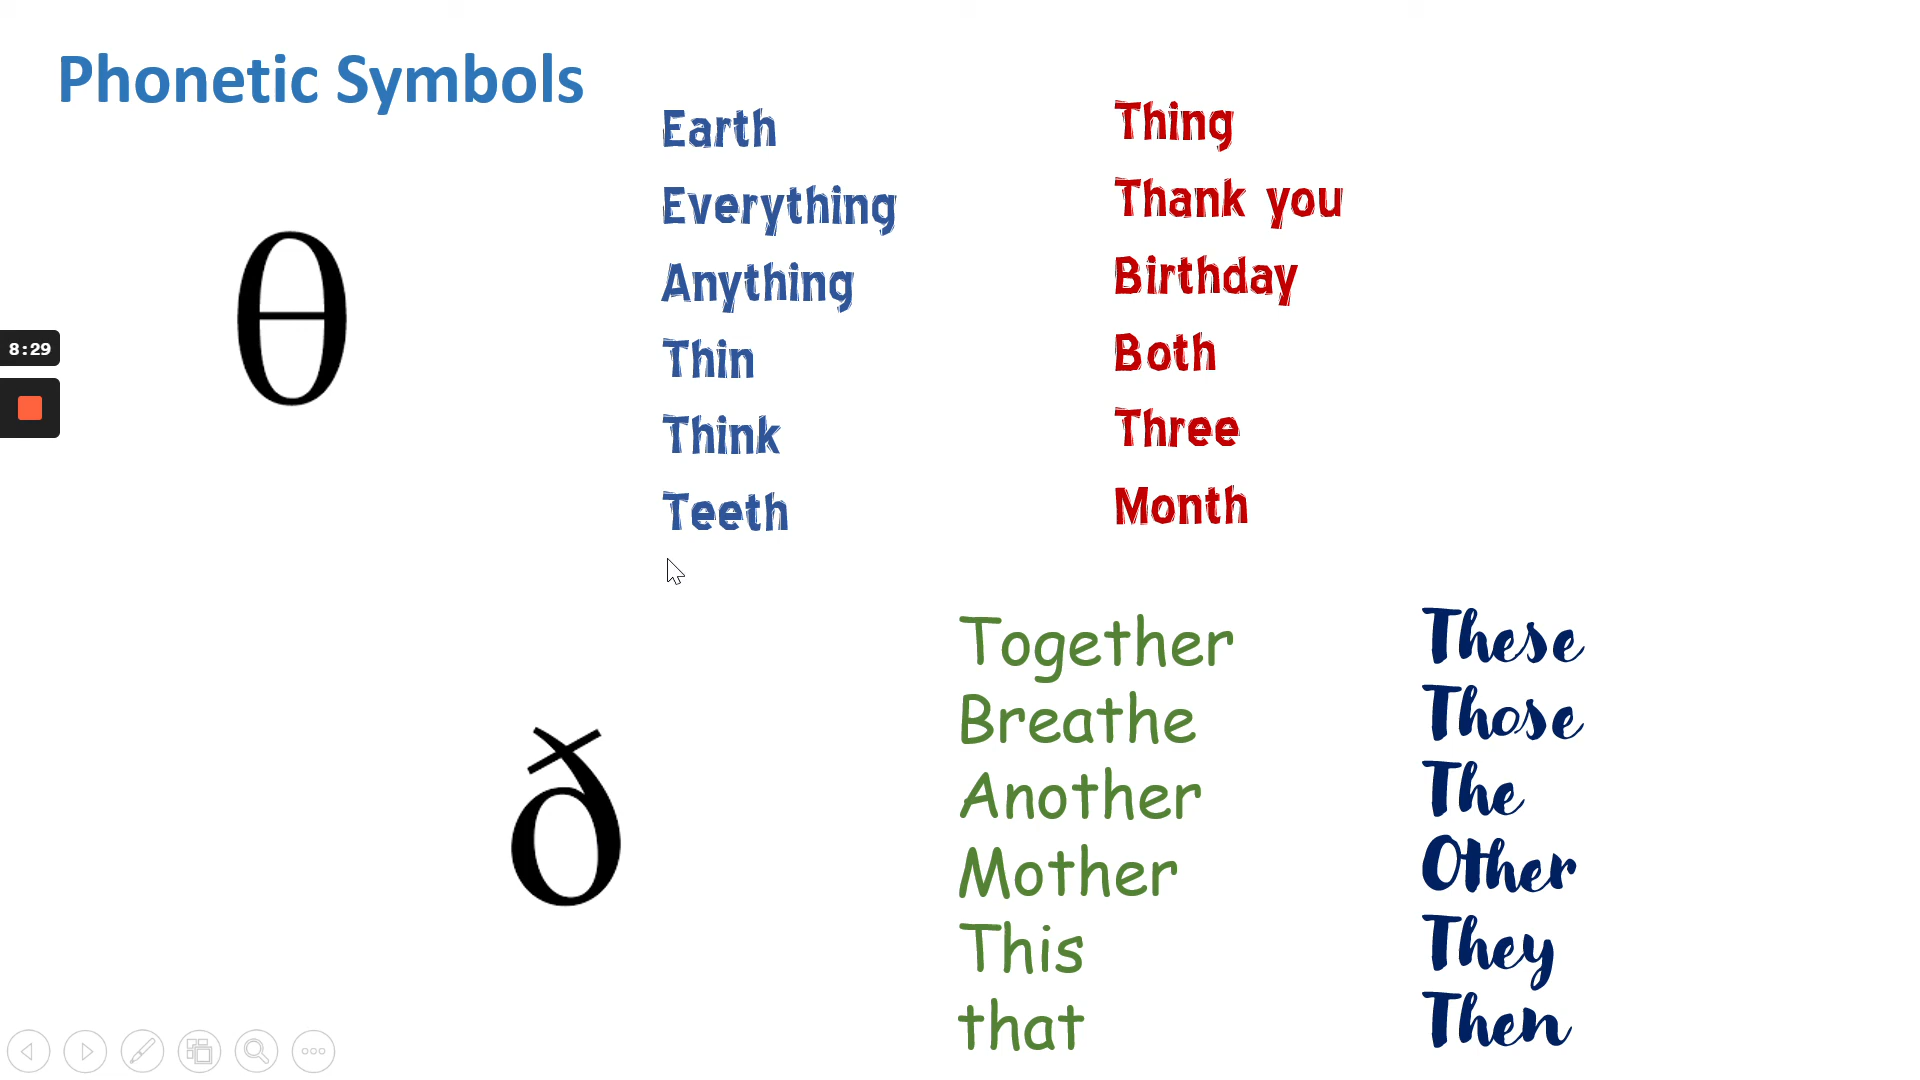 Phonetic Symbols
θ
8:29
Earth
Everything
Anything
Thin
Think
Teeth
Thing
Thank you
Birthday
Both
Three
Month
ð
Together
Breathe
Another
Mother
This
that
These
Those
The
Other
They
Then